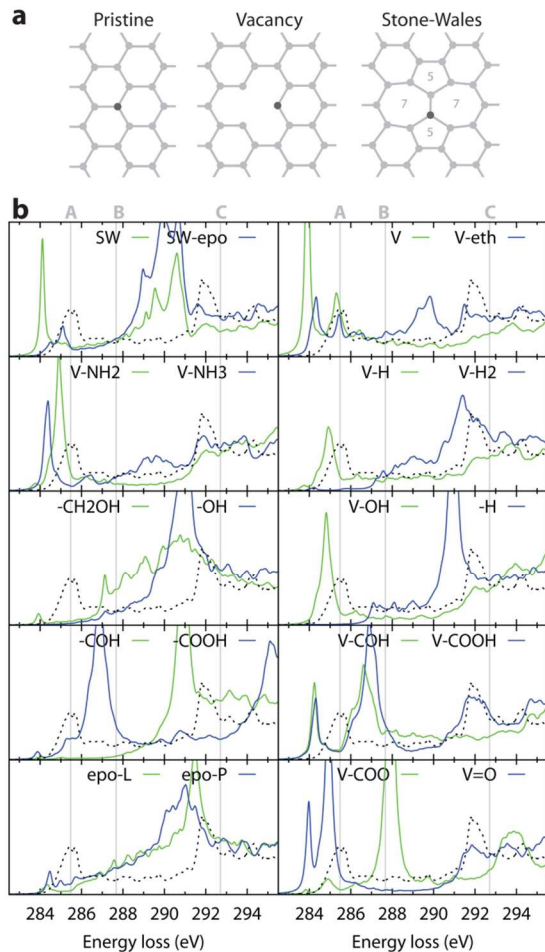 a
Pristine
Vacancy
Stone-Wales
5
7
7
5
b
A
B
C
A
B
C
SW
SW-epo
V
V-eth
V-NH2
V-NH3
V-H
V-H2
-CH2OH
-OH
V-OH
-H
-COH
-COOH
V-COH
V-COOH
epo-L
epo-P
V-COO
V=O
284 286 288 290 292 294
284 286 288 290 292 294
Energy loss (eV)
Energy loss (eV)